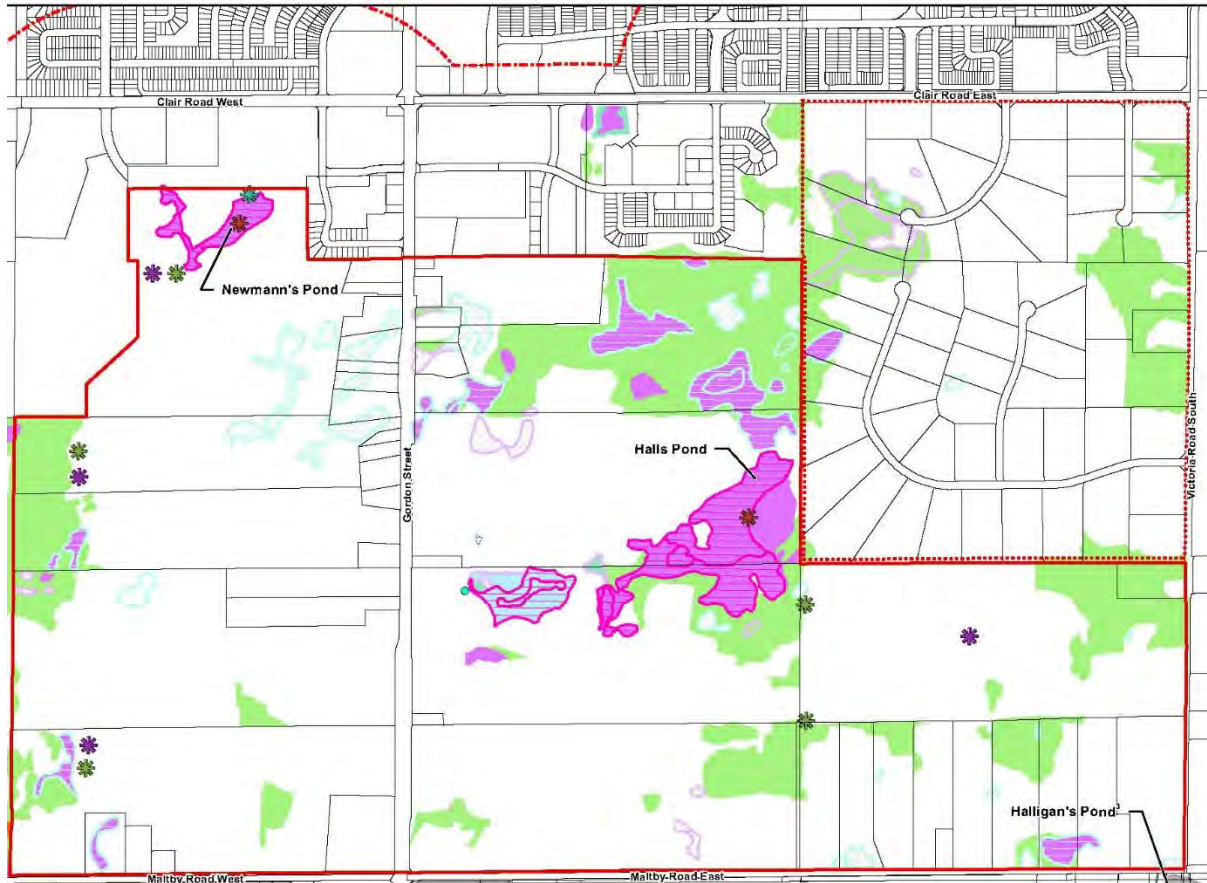 Clair Road West
Clair Road East
Newmann's Pond
Halls Pond
Gordon Street
Victoria Road South
Halligan's Pond³
Maltby Road West
Maltby Road East